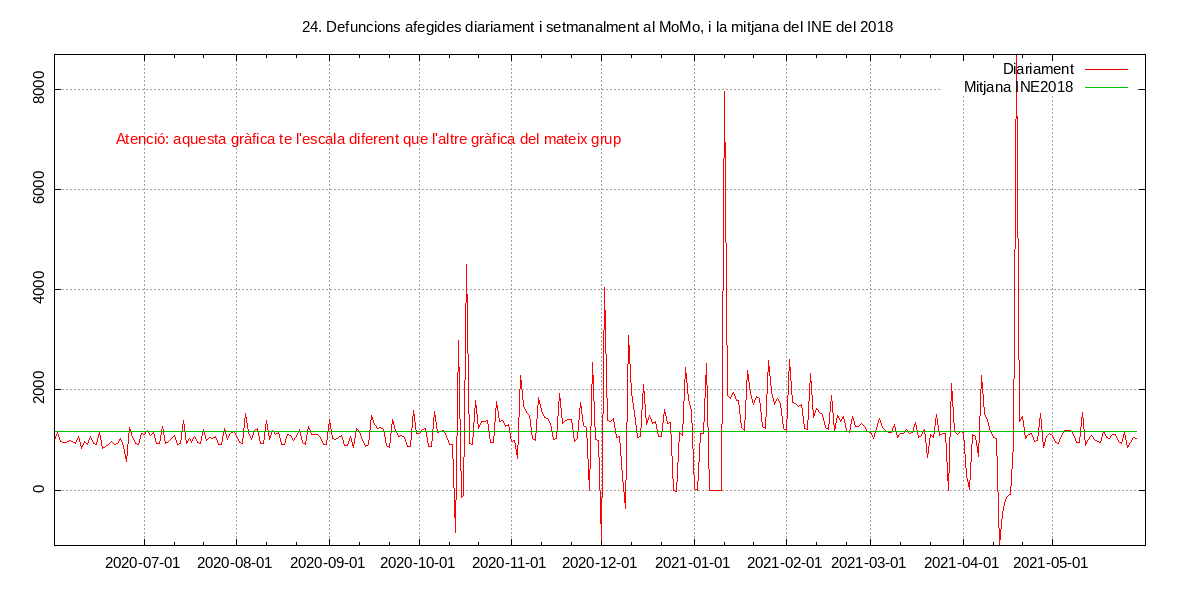 24. Defuncions afegides diariament i setmanalment al MoMo, i la mitjana del INE del 2018
Diariament
Mitjana INE2018
Atenció: aquesta gràfica te l'escala diferent que l'altre gràfica del mateix grup
8000
6000
4000
2000
0
2020-07-01 2020-08-01 2020-09-01 2020-10-01 2020-11-01 2020-12-01 2021-01-01 2021-02-01 2021-03-01 2021-04-01 2021-05-01